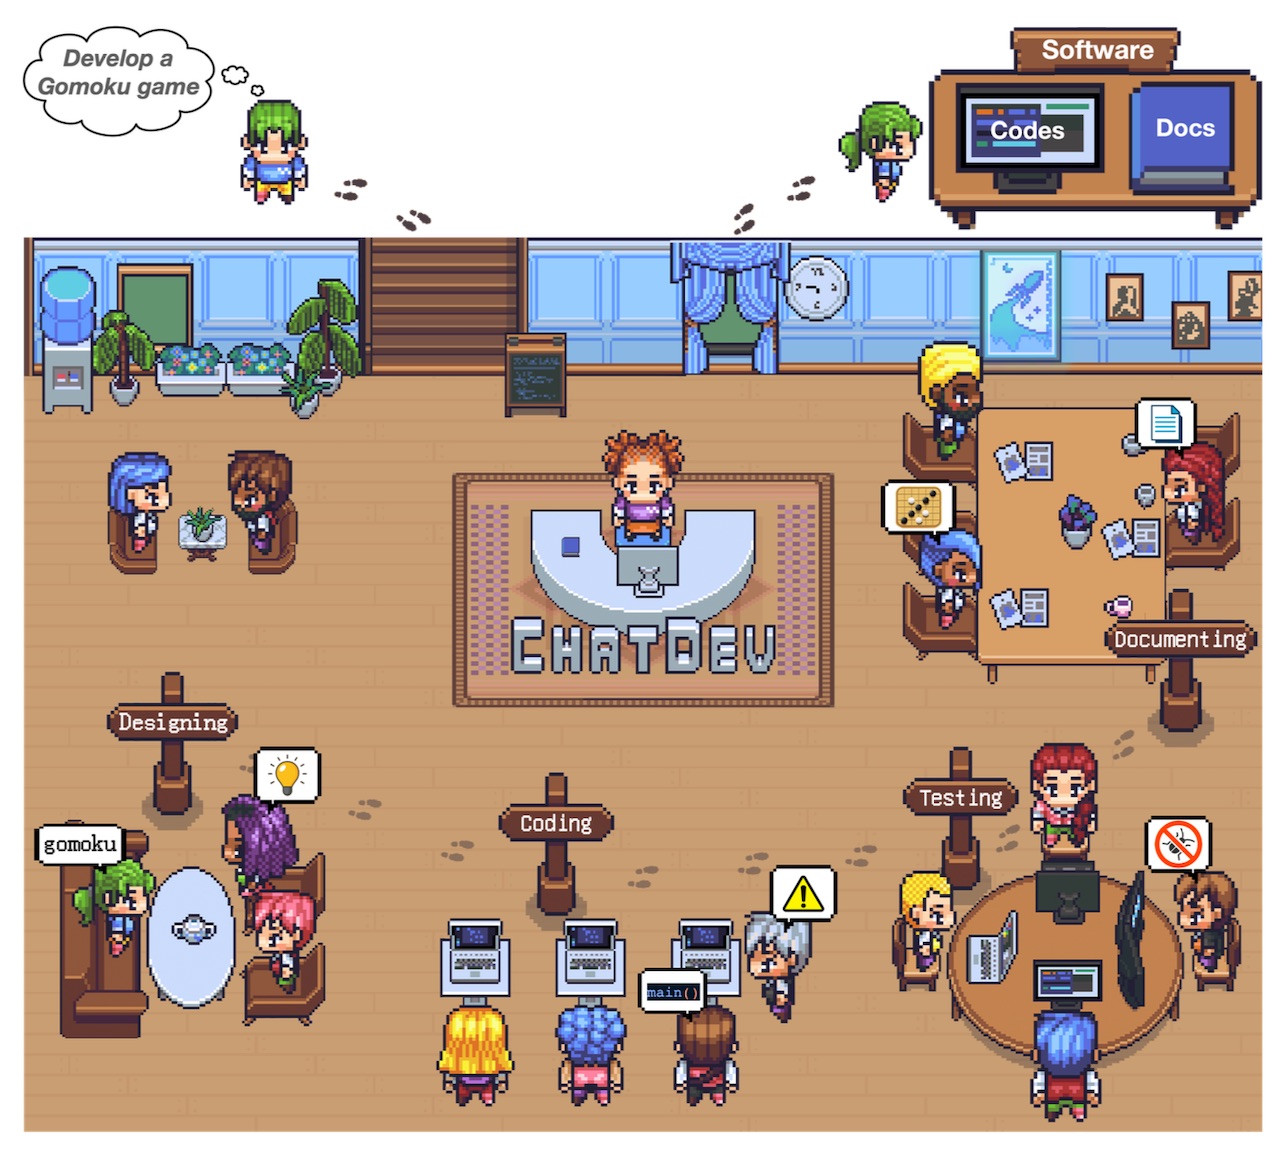 Develop a
Gomoku game
Software
Codes
Docs
CHATDEV
Documenting
Designing
gomoku
Coding
main()
Testing